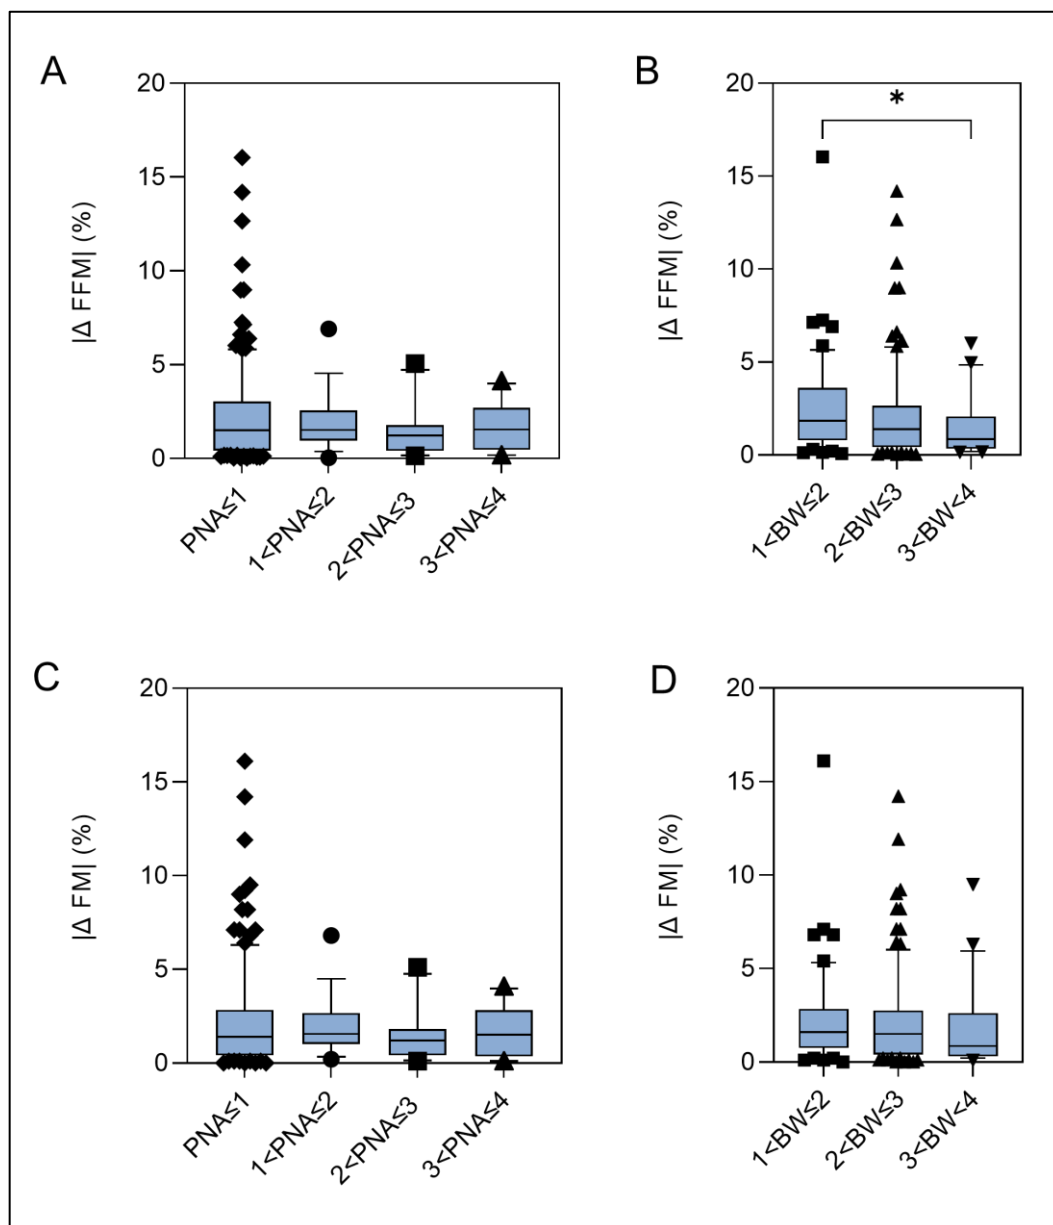 A
|Δ FFM| (%)
20
15
10
5
0
PNA≤1
1<PNA≤2
2<PNA≤3
3<PNA≤4
B
|Δ FFM| (%)
20
15
10
5
0
*
1<BW≤2
2<BW≤3
3<BW<4
C
|Δ FM| (%)
20
15
10
5
0
PNA≤1
1<PNA≤2
2<PNA≤3
3<PNA≤4
D
|Δ FM| (%)
20
15
10
5
0
1<BW≤2
2<BW≤3
3<BW<4